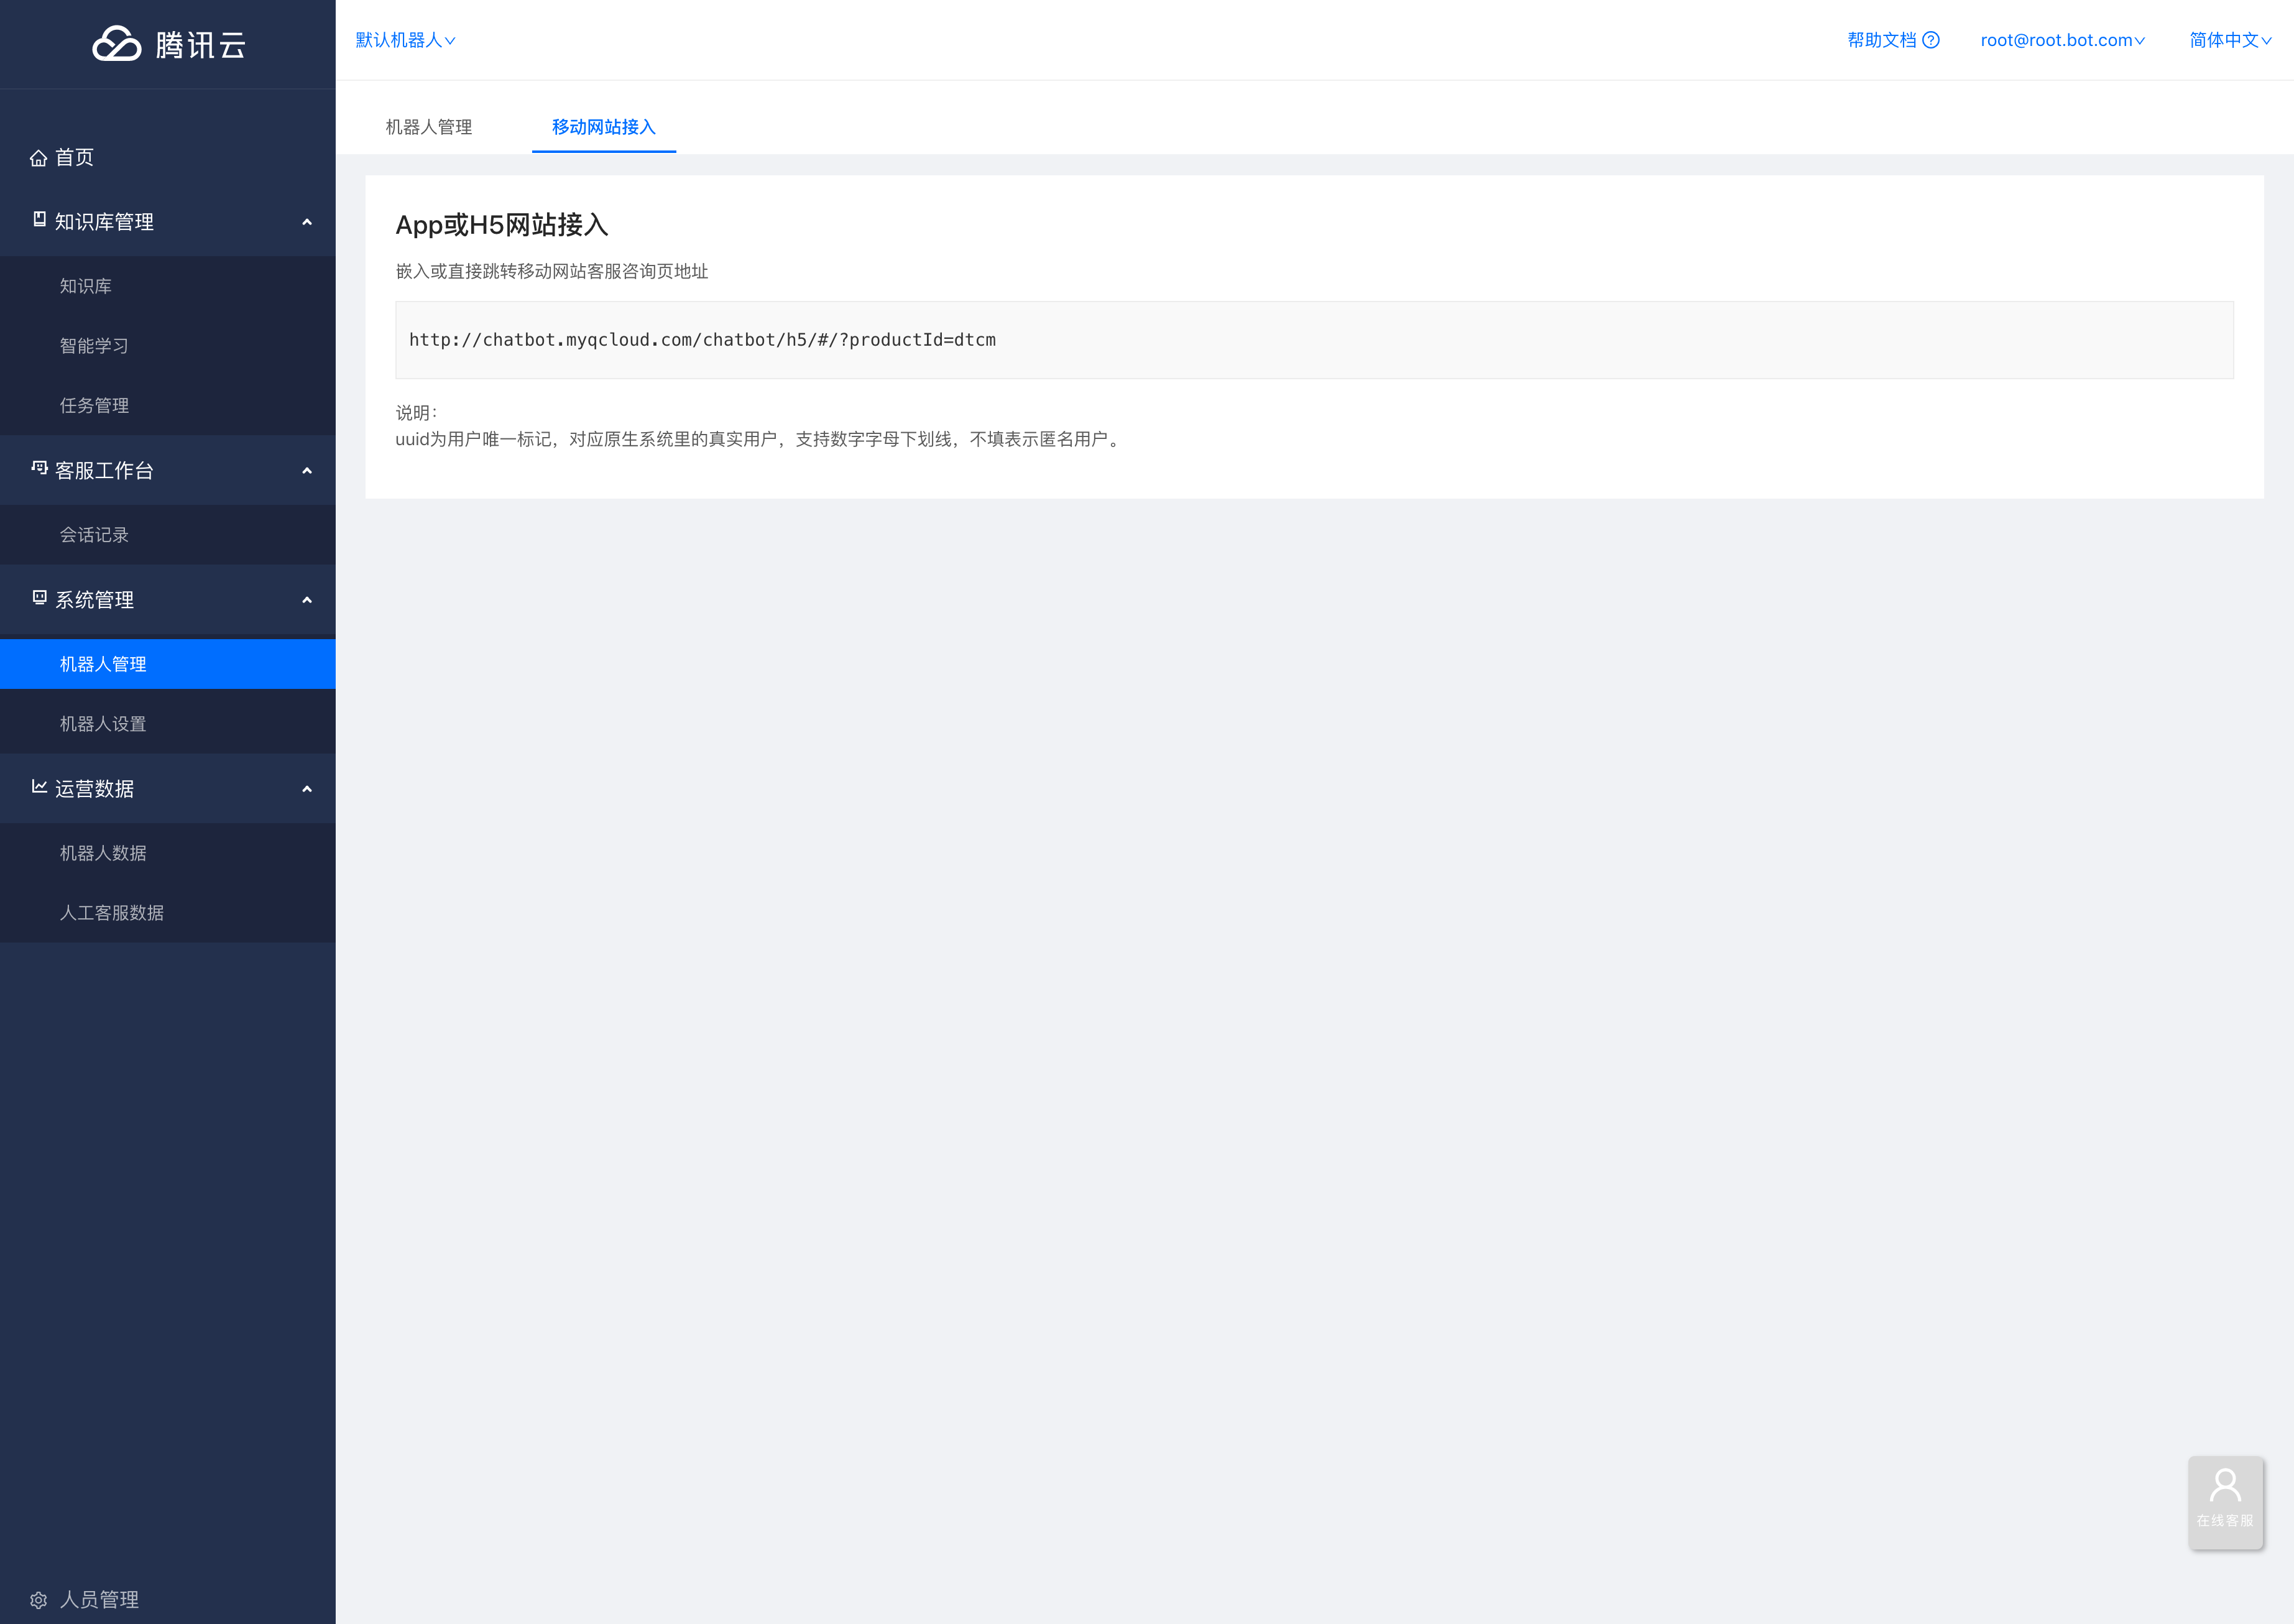 腾讯云
默认机器人
帮助文档
root@root.bot.com
简体中文
首页
知识库管理
知识库
智能学习
任务管理
客服工作台
会话记录
系统管理
机器人管理
机器人设置
运营数据
机器人数据
人工客服数据
人员管理
机器人管理
移动网站接入
App或H5网站接入
嵌入或直接跳转移动网站客服咨询页地址
http://chatbot.myqcloud.com/chatbot/h5/#/?productId=dtcm
说明：
uuid为用户唯一标记，对应原生系统里的真实用户，支持数字字母下划线，不填表示匿名用户。
在线客服